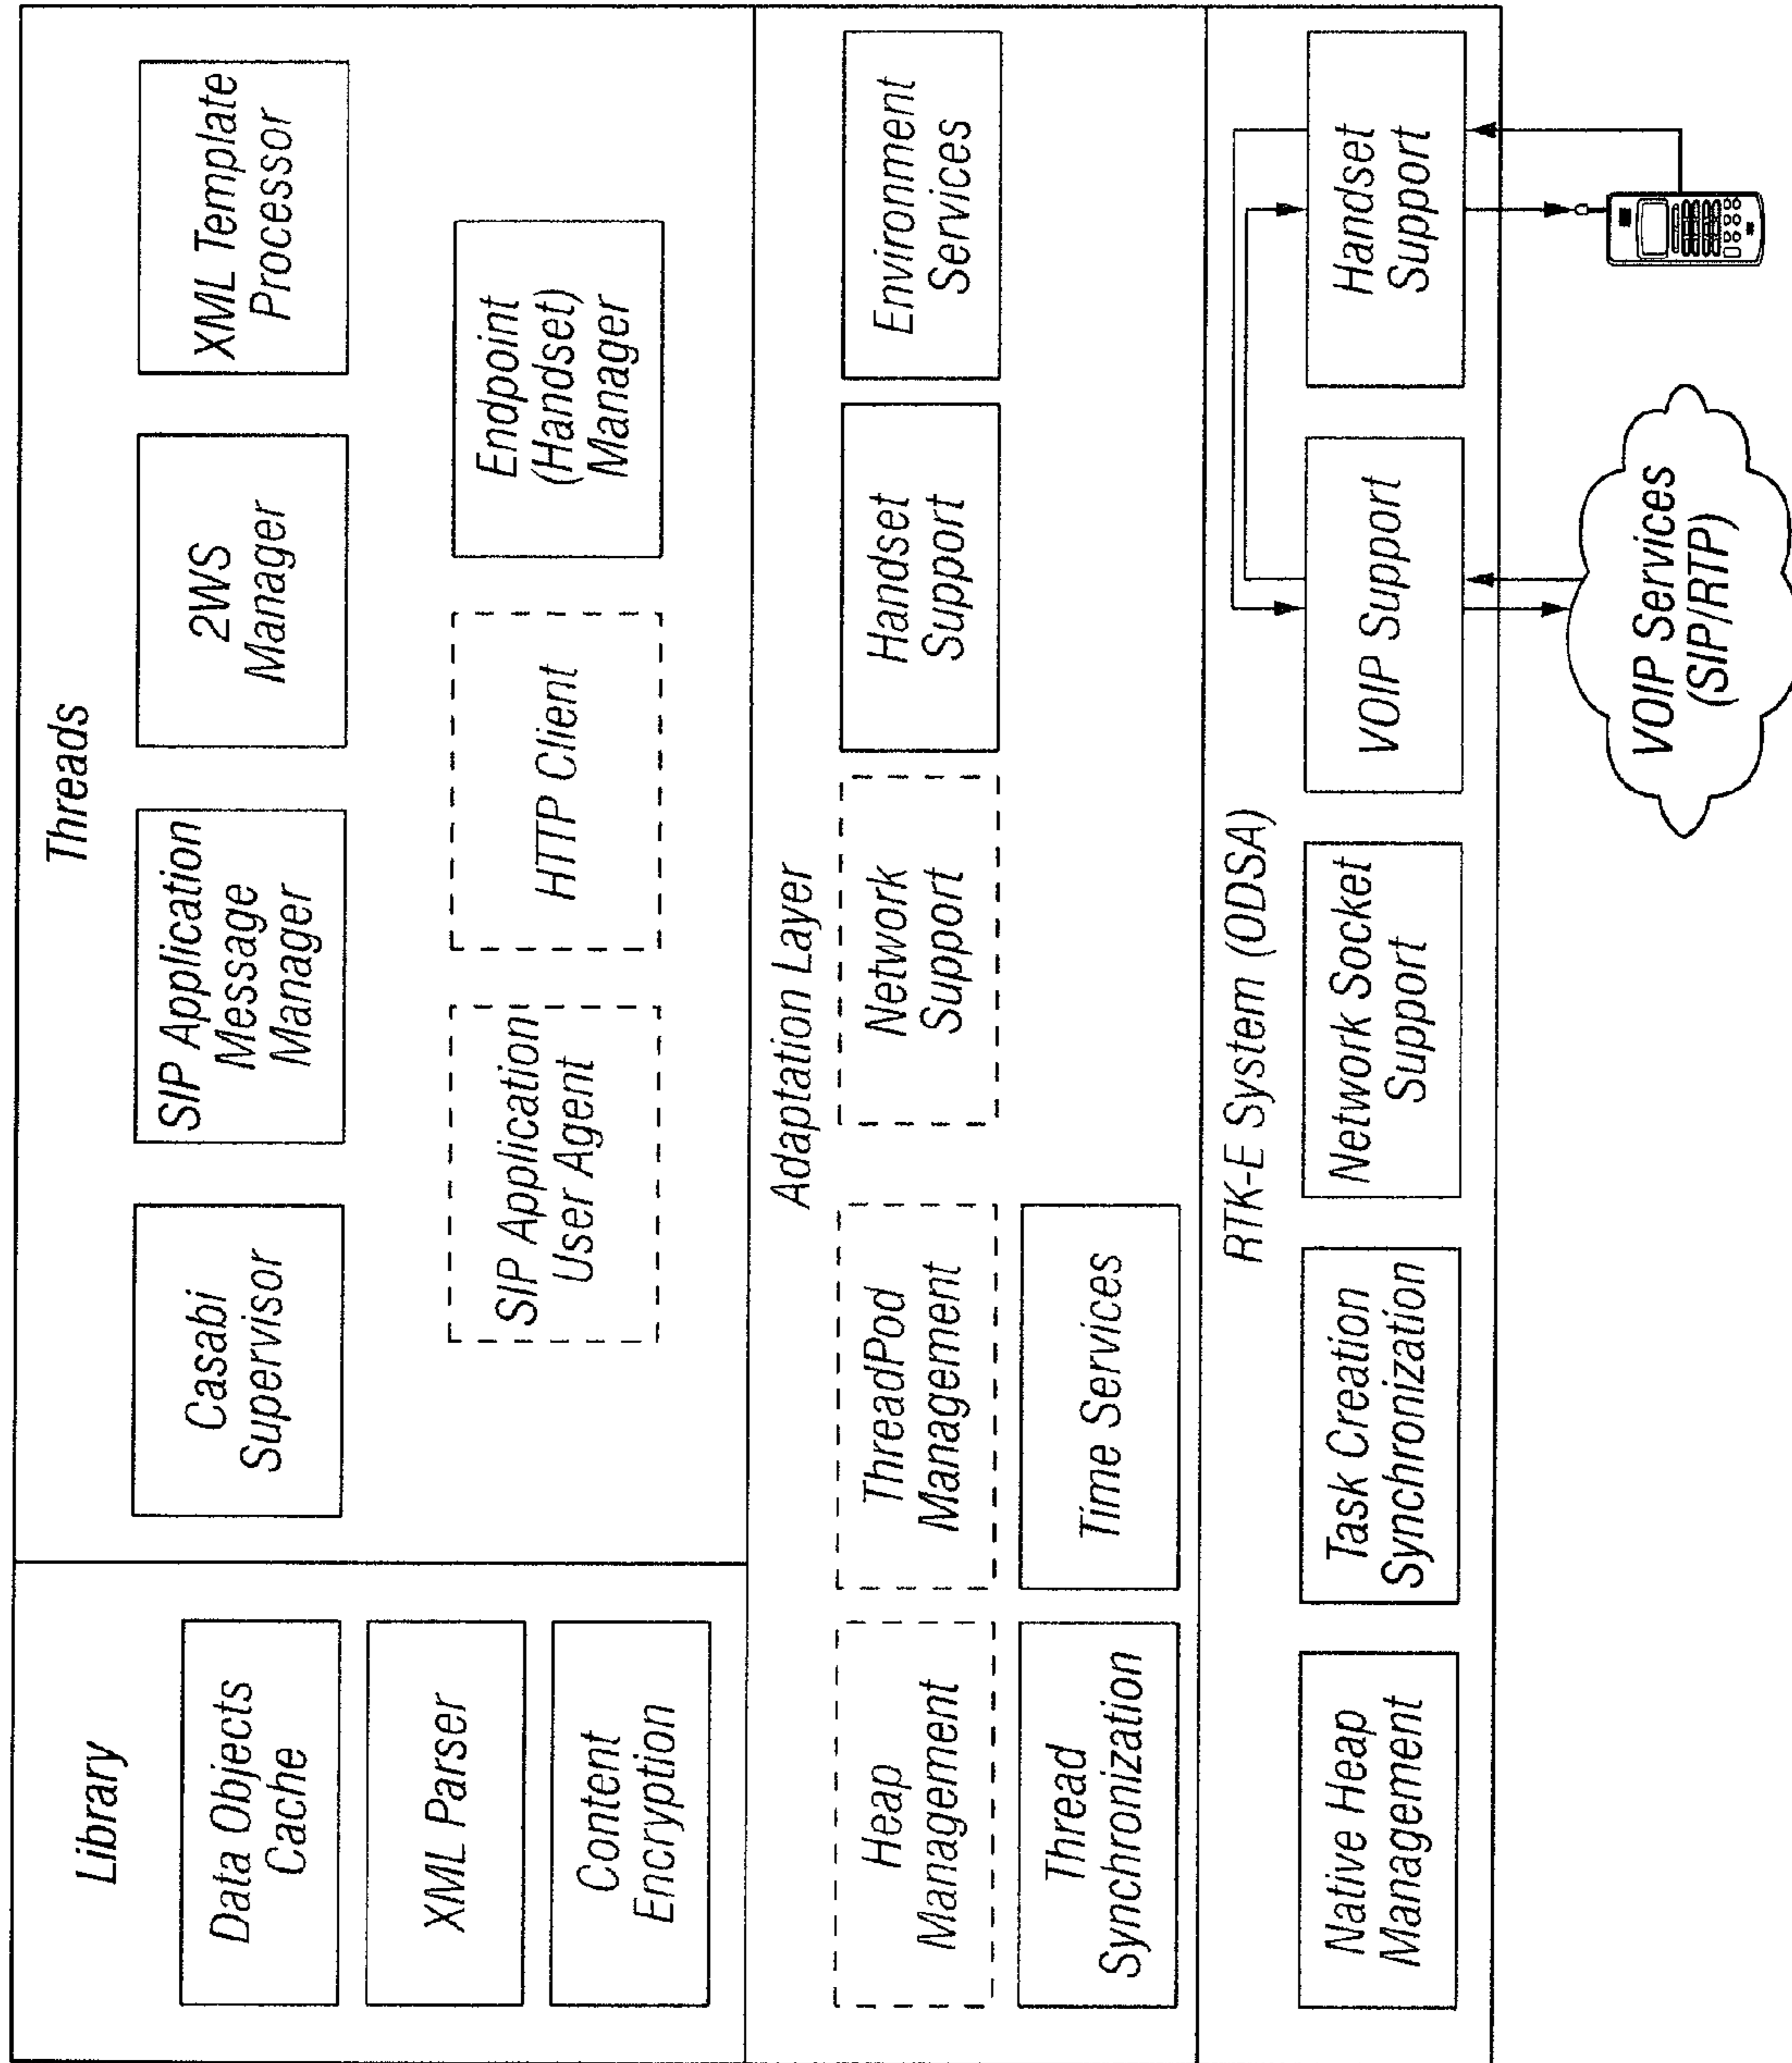 Library
Data Objects
Cache
XML Parser
Content
Encryption
Threads
Casabi
Supervisor
SIP Application
Message
Manager
2WS
Manager
XML Template
Processor
SIP Application
User Agent
HTTP Client
Endpoint
(Handset)
Manager
Adaptation Layer
Heap
Management
ThreadPod
Management
Network
Support
Handset
Support
Environment
Services
Thread
Synchronization
Time Services
RTK-E System (ODSA)
Native Heap
Management
Task Creation
Synchronization
Network Socket
Support
VOIP Support
Handset
Support
VOIP Services
(SIP/RTP)